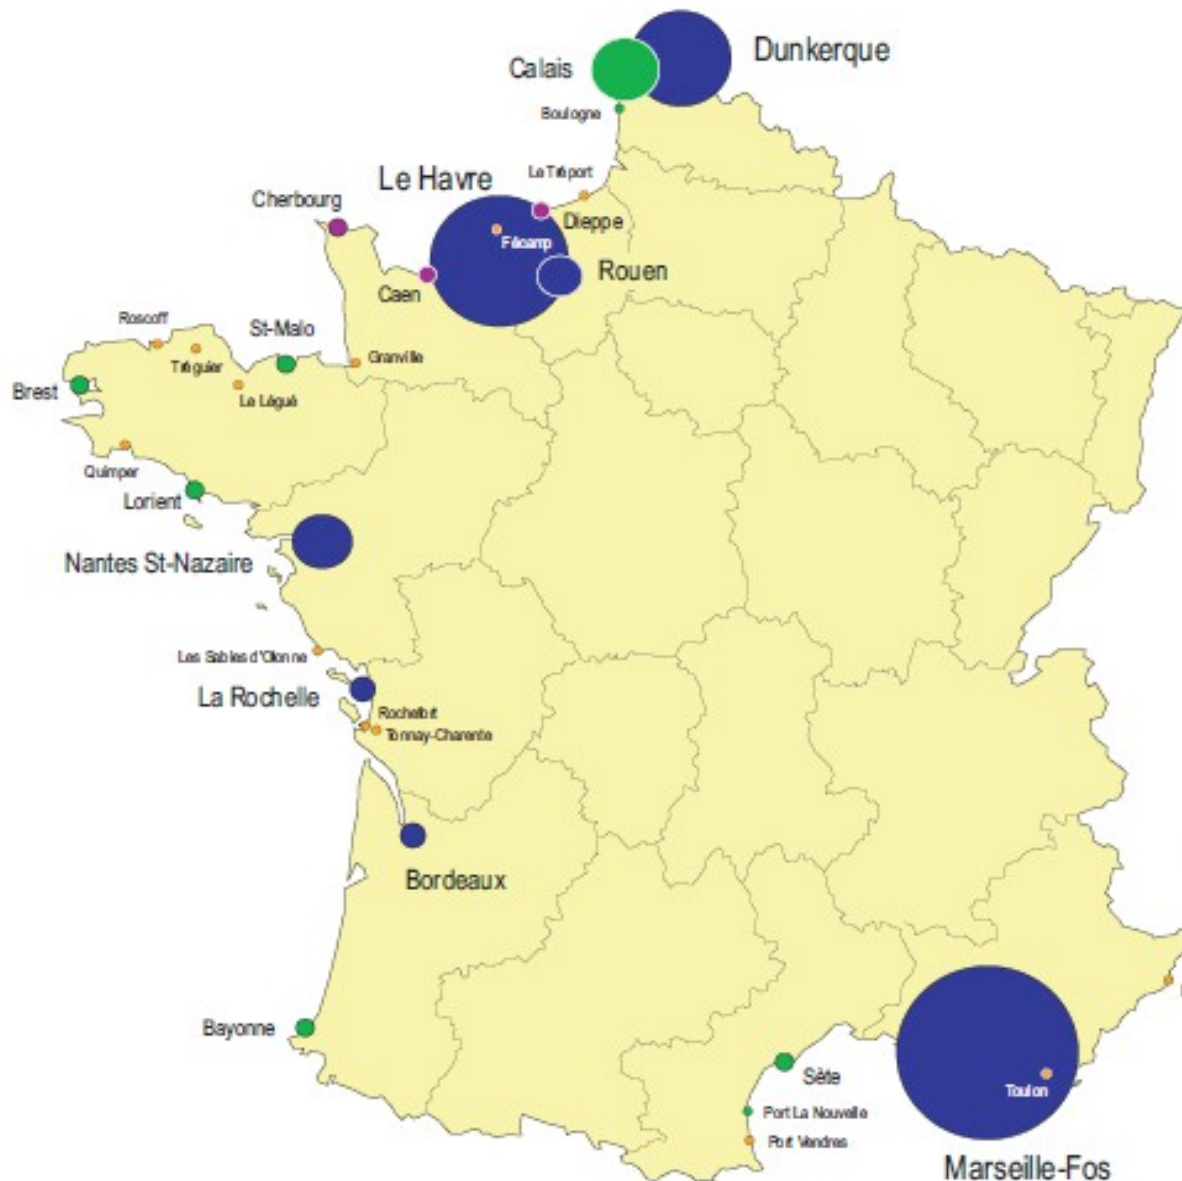 Dunkerque
Calais
Boulogne
Le Tréport
Le Havre
Cherbourg
Dieppe
Fécamp
Rouen
Caen
Roscoff
St-Malo
Tréguier
Granville
Brest
Le Légué
Quimper
Lorient
Nantes St-Nazaire
Les Sables d'Olonne
La Rochelle
Rochefort
Tonnay-Charente
Bordeaux
Bayonne
Sète
Toulon
Port La Nouvelle
Port Vendres
Marseille-Fos